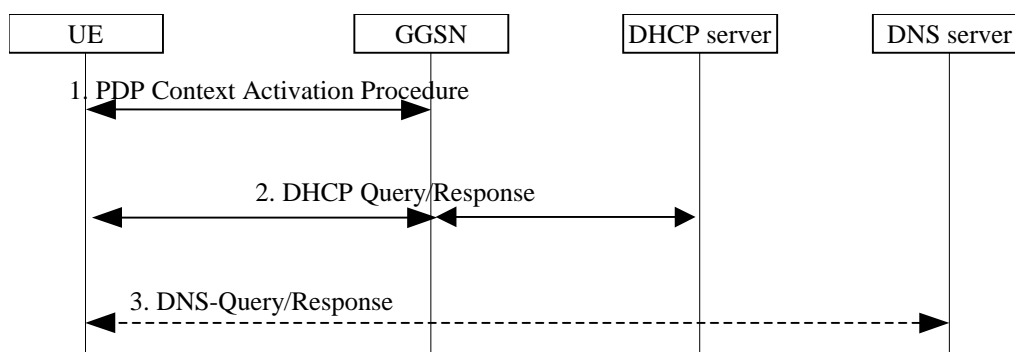 UE GGSN DHCP server DNS server
1. PDP Context Activation Procedure
2. DHCP Query/Response
3. DNS-Query/Response